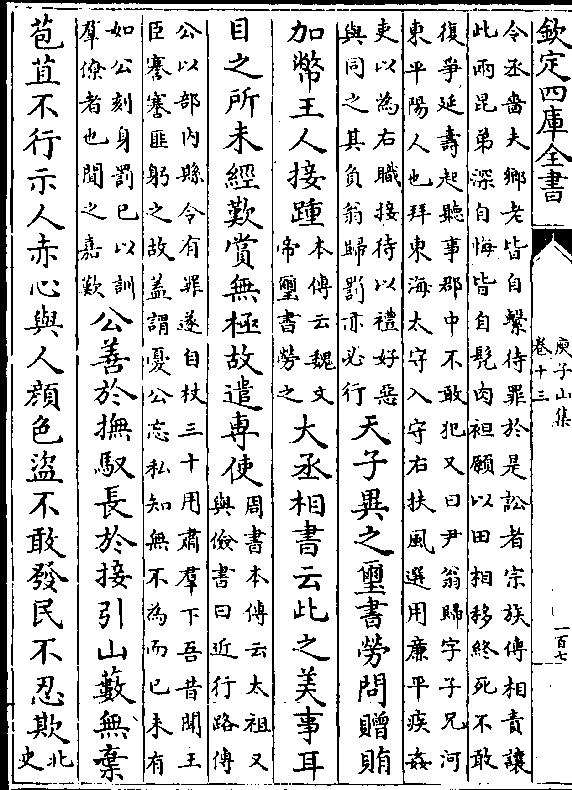 欽定四庫全書
庾子山集
卷十三
一百七
令丞嗇夫鄉老皆自繫待罪於是訟者宗族傳相責讓
此兩昆弟深自悔皆自髡肉袒願以田相移終死不敢
復爭延壽起聽事郡中不敢犯又曰尹翁歸字子兄河
東平陽人也拜東海太守入守右扶風選用廉平疾姦
吏以為右職接待以禮好惡
與同之其負翁歸罰亦必行
天子異之璽書勞問贈賄
加幣王人接踵
本傳云魏文
帝璽書勞之
大丞相書云此之美事耳
目之所未經歎賞無極故遣專使
周書本傳云太祖又
與儉書曰近行路傳
公以部內縣令有罪遂自杖三十用肅羣下吾昔聞王
臣謇謇匪躬之故蓋謂憂公忘私知無不為而已未有
如公刻身罰已以訓
羣僚者也聞之嘉歎
公善於撫馭長於接引山藪無棄
苞苴不行示人赤心與人顏色盜不敢發民不忍欺
北
史